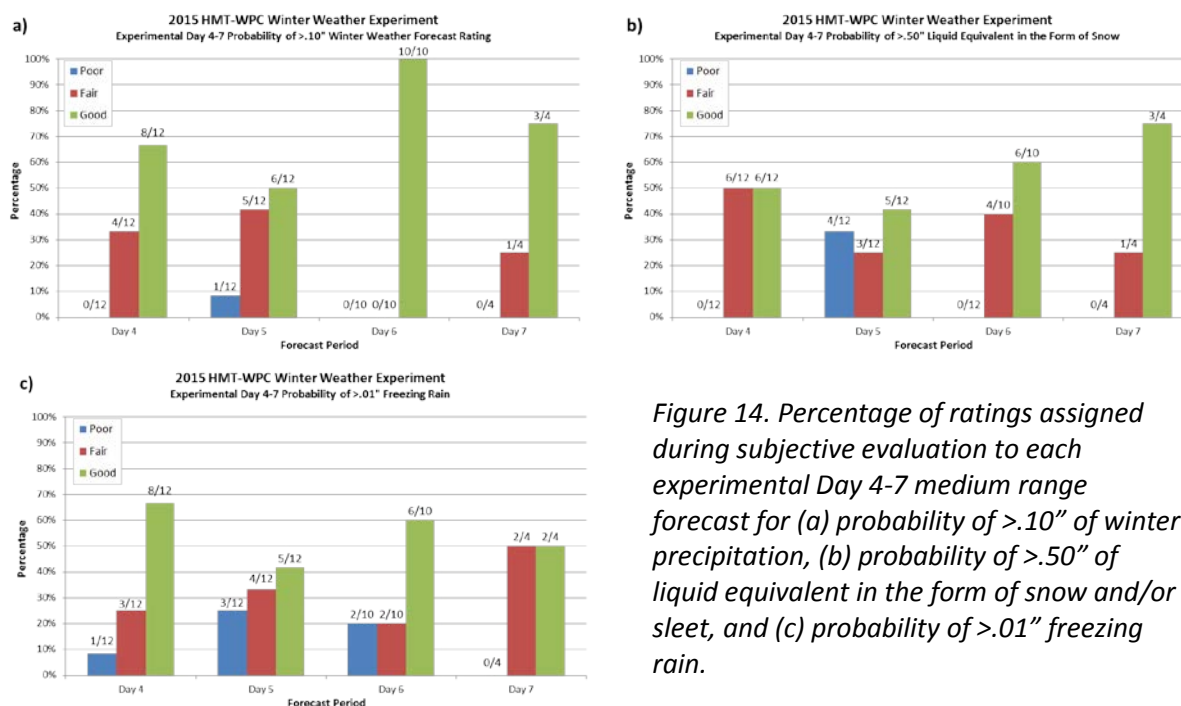 a)
2015 HMT-WPC Winter Weather Experiment
Experimental Day 4-7 Probability of >.10" Winter Weather Forecast Rating
Poor
Fair
Good
100%
90%
80%
70%
60%
50%
40%
30%
20%
10%
0%
Percentage
0/12
4/12
8/12
1/12
5/12
6/12
0/10
0/10
10/10
0/4
1/4
3/4
Day 4
Day 5
Day 6
Day 7
Forecast Period
b)
2015 HMT-WPC Winter Weather Experiment
Experimental Day 4-7 Probability of >.50" Liquid Equivalent in the Form of Snow
Poor
Fair
Good
100%
90%
80%
70%
60%
50%
40%
30%
20%
10%
0%
Percentage
0/12
6/12
6/12
4/12
3/12
5/12
0/12
4/10
6/10
0/4
1/4
3/4
Day 4
Day 5
Day 6
Day 7
Forecast Period
c)
2015 HMT-WPC Winter Weather Experiment
Experimental Day 4-7 Probability of >.01" Freezing Rain
Poor
Fair
Good
100%
90%
80%
70%
60%
50%
40%
30%
20%
10%
0%
Percentage
1/12
3/12
8/12
3/12
4/12
5/12
2/10
2/10
6/10
0/4
2/4
2/4
Day 4
Day 5
Day 6
Day 7
Forecast Period
Figure 14. Percentage of ratings assigned
during subjective evaluation to each
experimental Day 4-7 medium range
forecast for (a) probability of >.10” of winter
precipitation, (b) probability of >.50” of
liquid equivalent in the form of snow and/or
sleet, and (c) probability of >.01” freezing
rain.